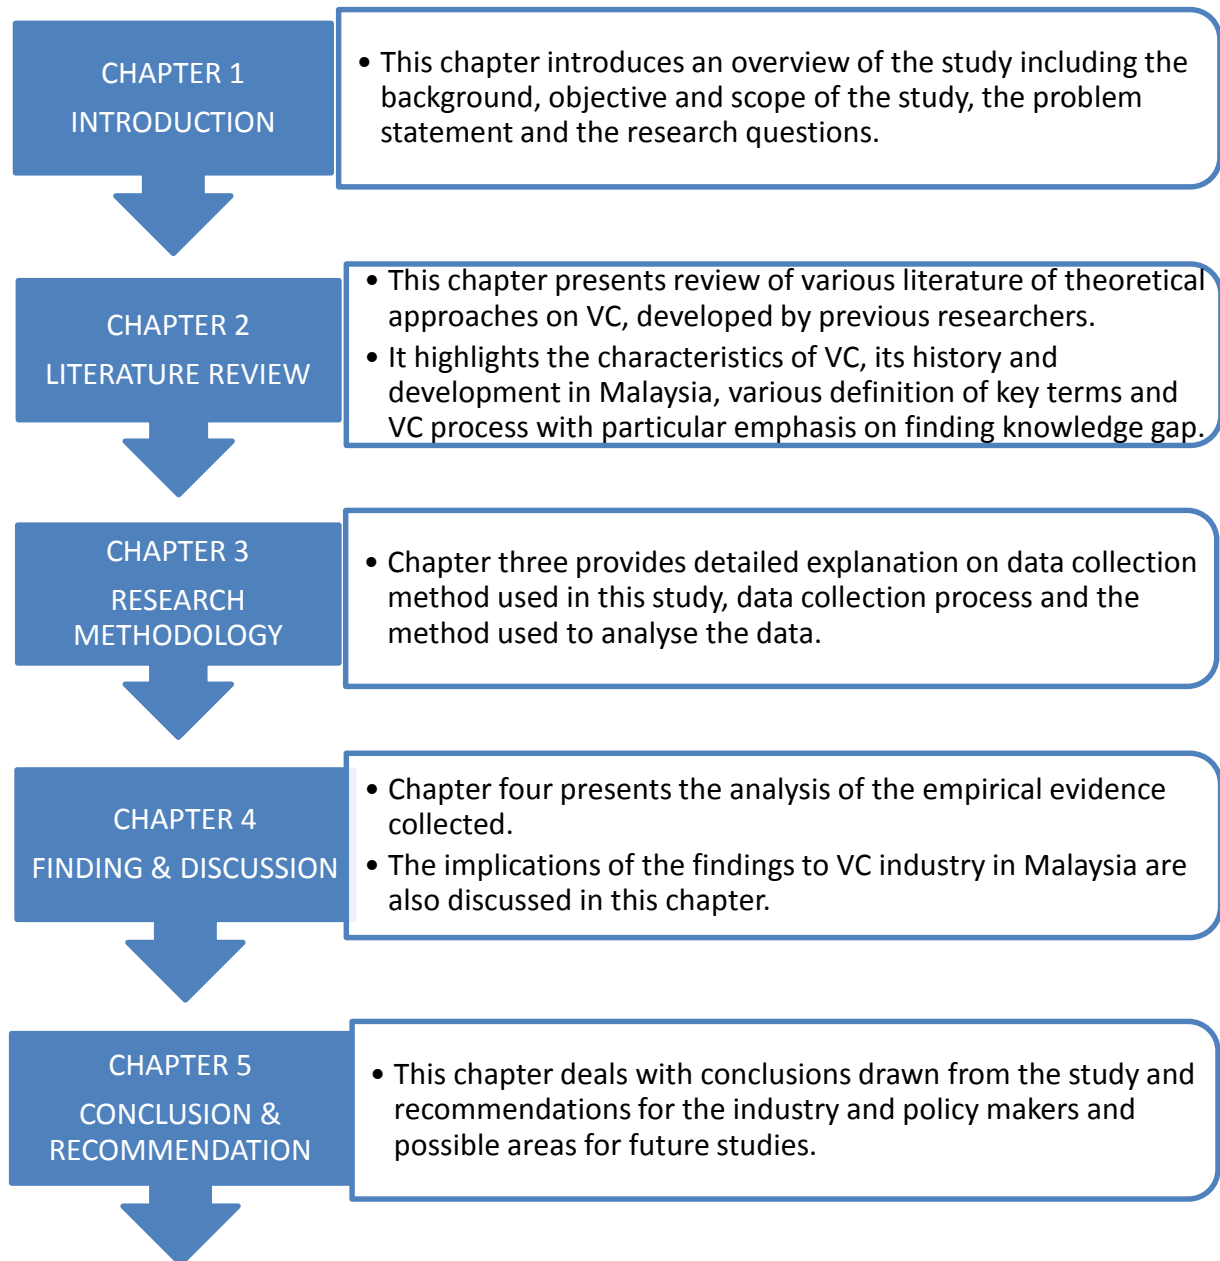 CHAPTER 1
INTRODUCTION
• This chapter introduces an overview of the study including the
background, objective and scope of the study, the problem
statement and the research questions.
CHAPTER 2
LITERATURE REVIEW
• This chapter presents review of various literature of theoretical
approaches on VC, developed by previous researchers.
• It highlights the characteristics of VC, its history and
development in Malaysia, various definition of key terms and
VC process with particular emphasis on finding knowledge gap.
CHAPTER 3
RESEARCH
METHODOLOGY
• Chapter three provides detailed explanation on data collection
method used in this study, data collection process and the
method used to analyse the data.
CHAPTER 4
FINDING & DISCUSSION
• Chapter four presents the analysis of the empirical evidence
collected.
• The implications of the findings to VC industry in Malaysia are
also discussed in this chapter.
CHAPTER 5
CONCLUSION &
RECOMMENDATION
• This chapter deals with conclusions drawn from the study and
recommendations for the industry and policy makers and
possible areas for future studies.